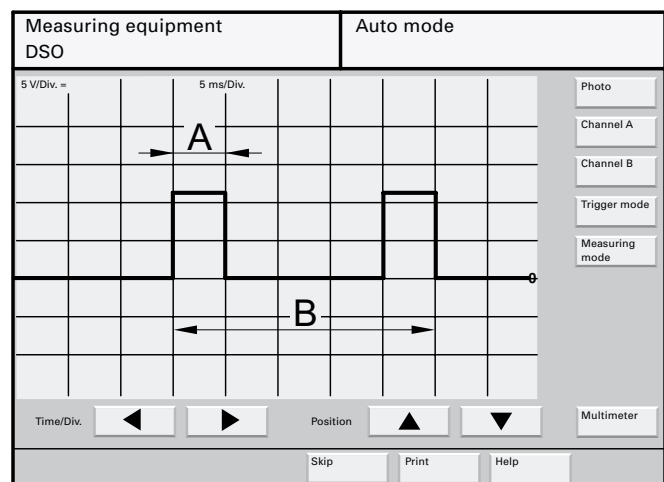 Measuring equipment
DSO
Auto mode
5 V/Div. =
5 ms/Div.
Photo
A
Channel A
Channel B
Trigger mode
Measuring
mode
0
B
Time/Div.
Position
Multimeter
Skip
Print
Help